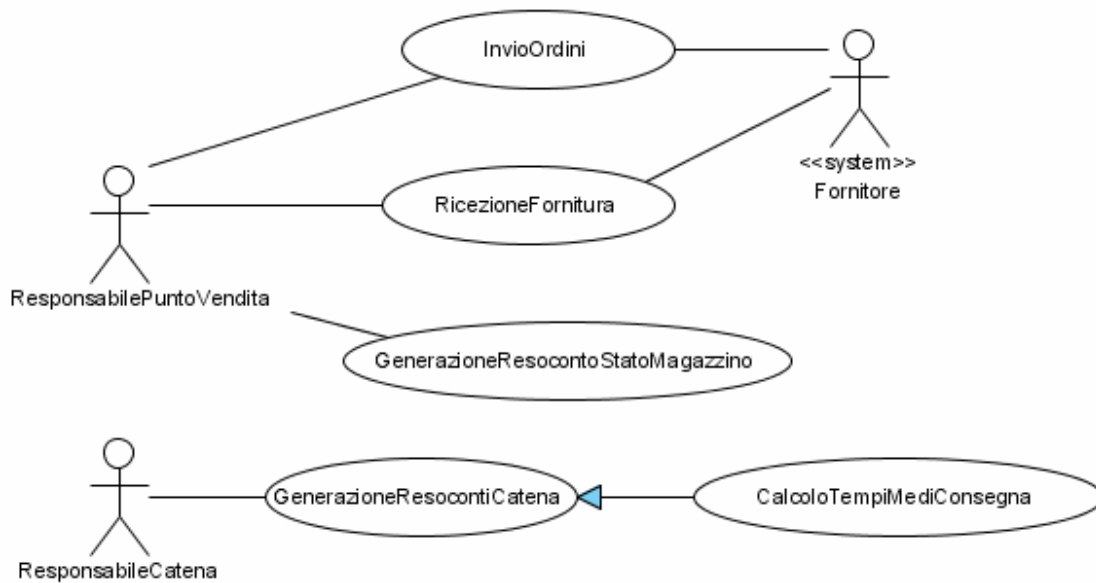 InvioOrdini
<<system>>
Fornitore
RicezioneFornitura
ResponsabilePuntoVendita
GenerazioneResocontoStatoMagazzino
GenerazioneResocontiCatena
CalcoloTempiMediConsegna
ResponsabileCatena